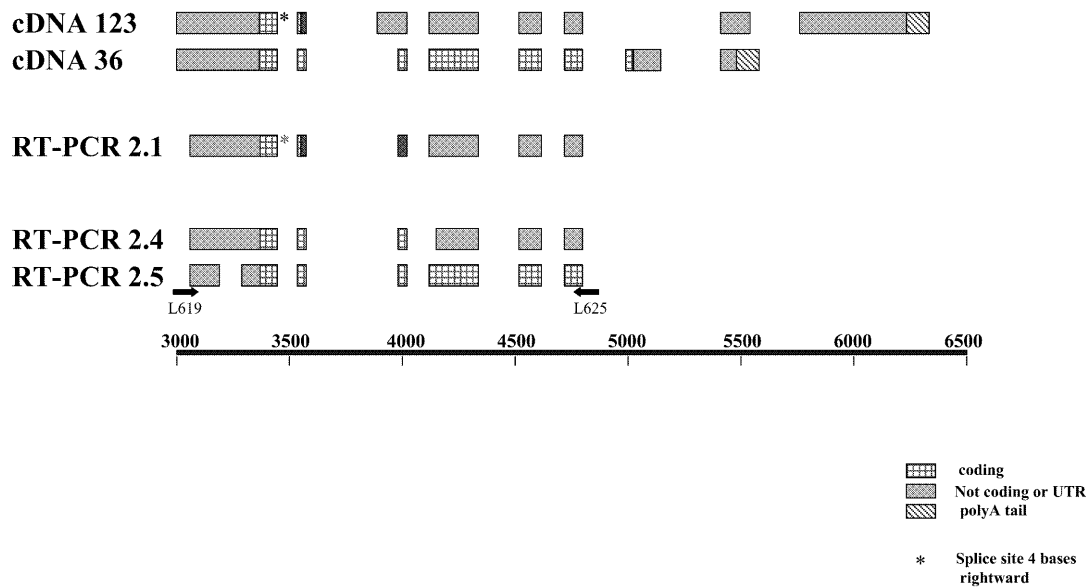 cDNA 123 *
cDNA 36
RT-PCR 2.1 *
RT-PCR 2.4
RT-PCR 2.5
L619 L625
3000 3500 4000 4500 5000 5500 6000 6500
coding
Not coding or UTR
polyA tail
* Splice site 4 bases
rightward